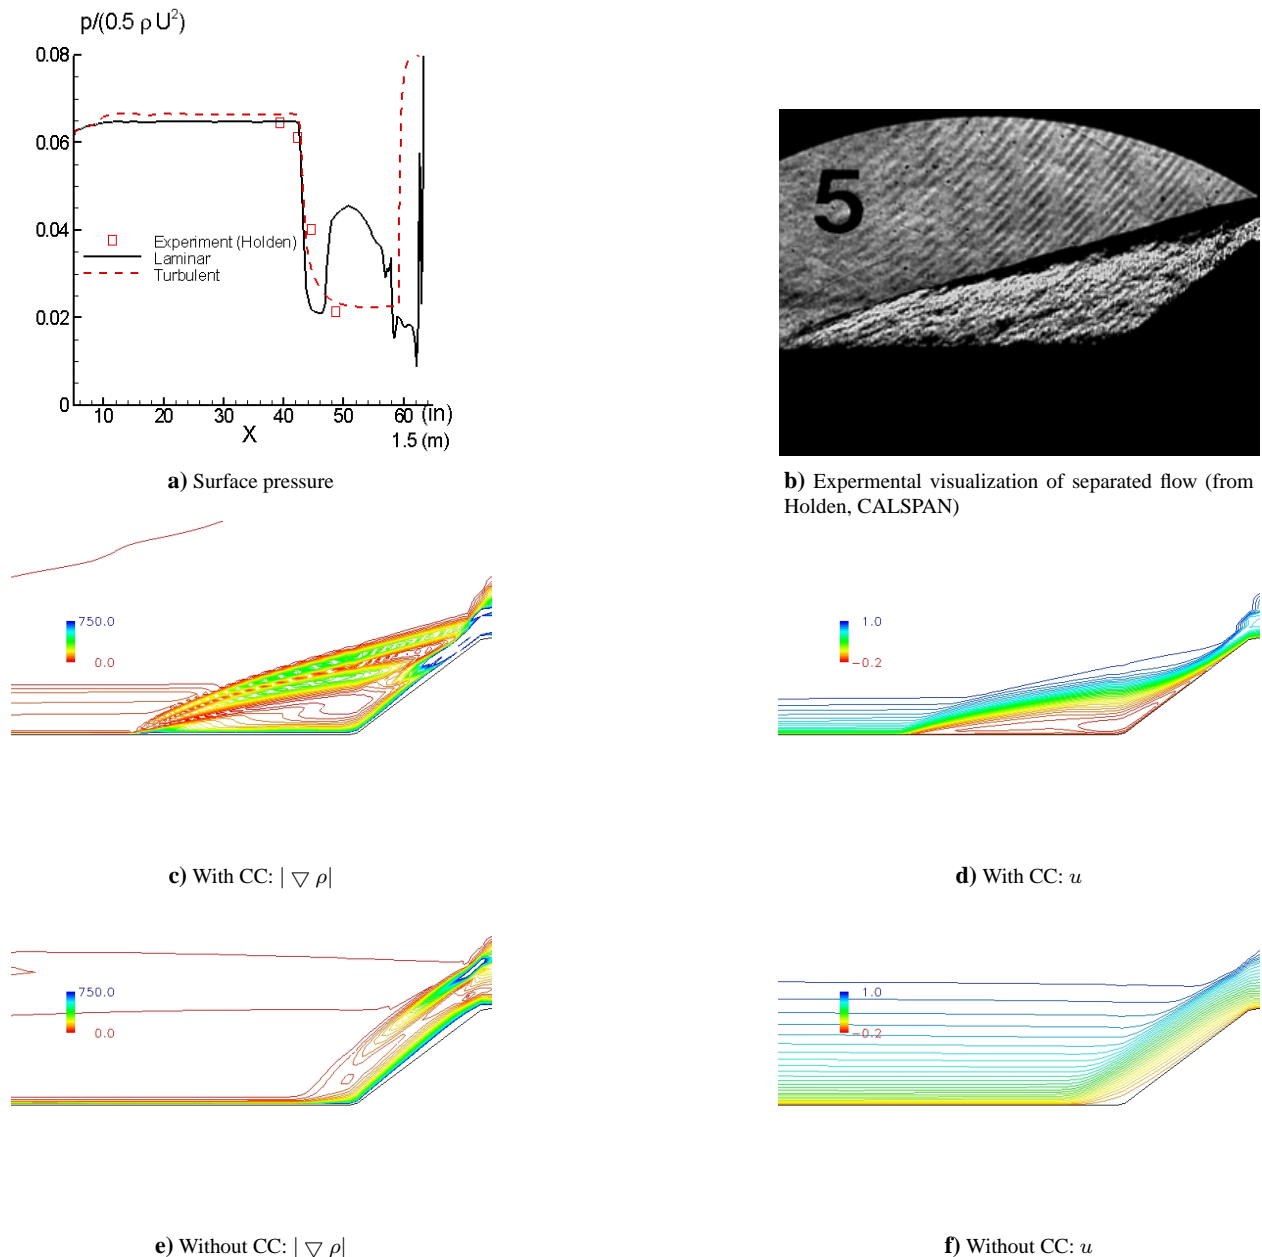 p/(0.5 ρ U²)
0.08
0.06
0.04
0.02
0
Experiment (Holden)
Laminar
Turbulent
10 20 30 40 50 60 (in)
X
1.5 (m)
a) Surface pressure
5
b) Expermental visualization of separated flow (from
Holden, CALSPAN)
750.0
0.0
c) With CC: | ▽ ρ|
1.0
−0.2
d) With CC: u
750.0
0.0
e) Without CC: | ▽ ρ|
1.0
−0.2
f) Without CC: u